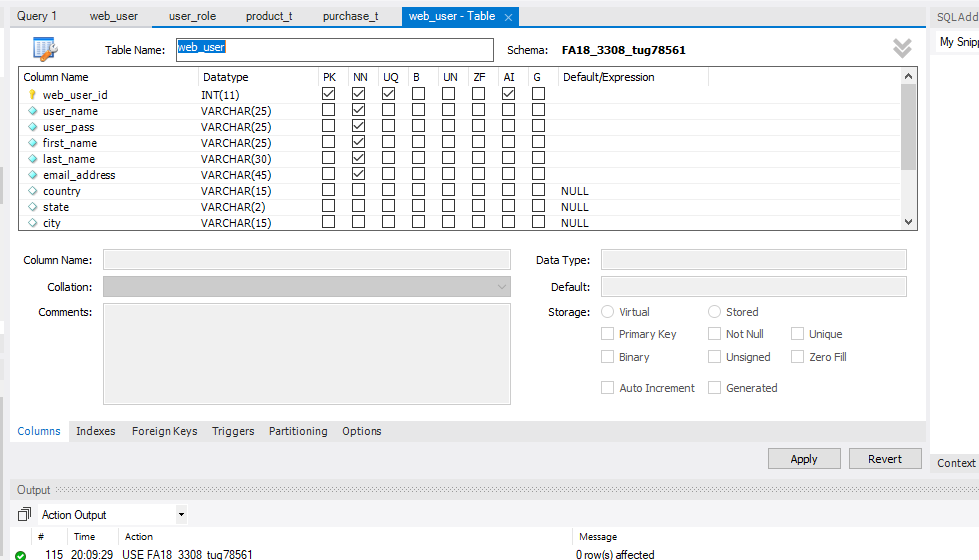 Query 1 web_user user_role product_t purchase_t web_user - Table × SQLAdd
My Snipp
Table Name: web_user Schema: FA18_3308_tug78561
Column Name Datatype PK NN UQ B UN ZF AI G Default/Expression
web_user_id INT(11)
user_name VARCHAR(25)
user_pass VARCHAR(25)
first_name VARCHAR(25)
last_name VARCHAR(30)
email_address VARCHAR(45)
country VARCHAR(15) NULL
state VARCHAR(2) NULL
city VARCHAR(15) NULL
Column Name: Data Type:
Collation: Default:
Comments: Storage: Virtual Stored
Primary Key Not Null Unique
Binary Unsigned Zero Fill
Auto Increment Generated
Columns Indexes Foreign Keys Triggers Partitioning Options
Apply Revert Context
Output
Action Output
# Time Action Message
115 20:09:29 USE FA18_3308_tug78561 0 row(s) affected